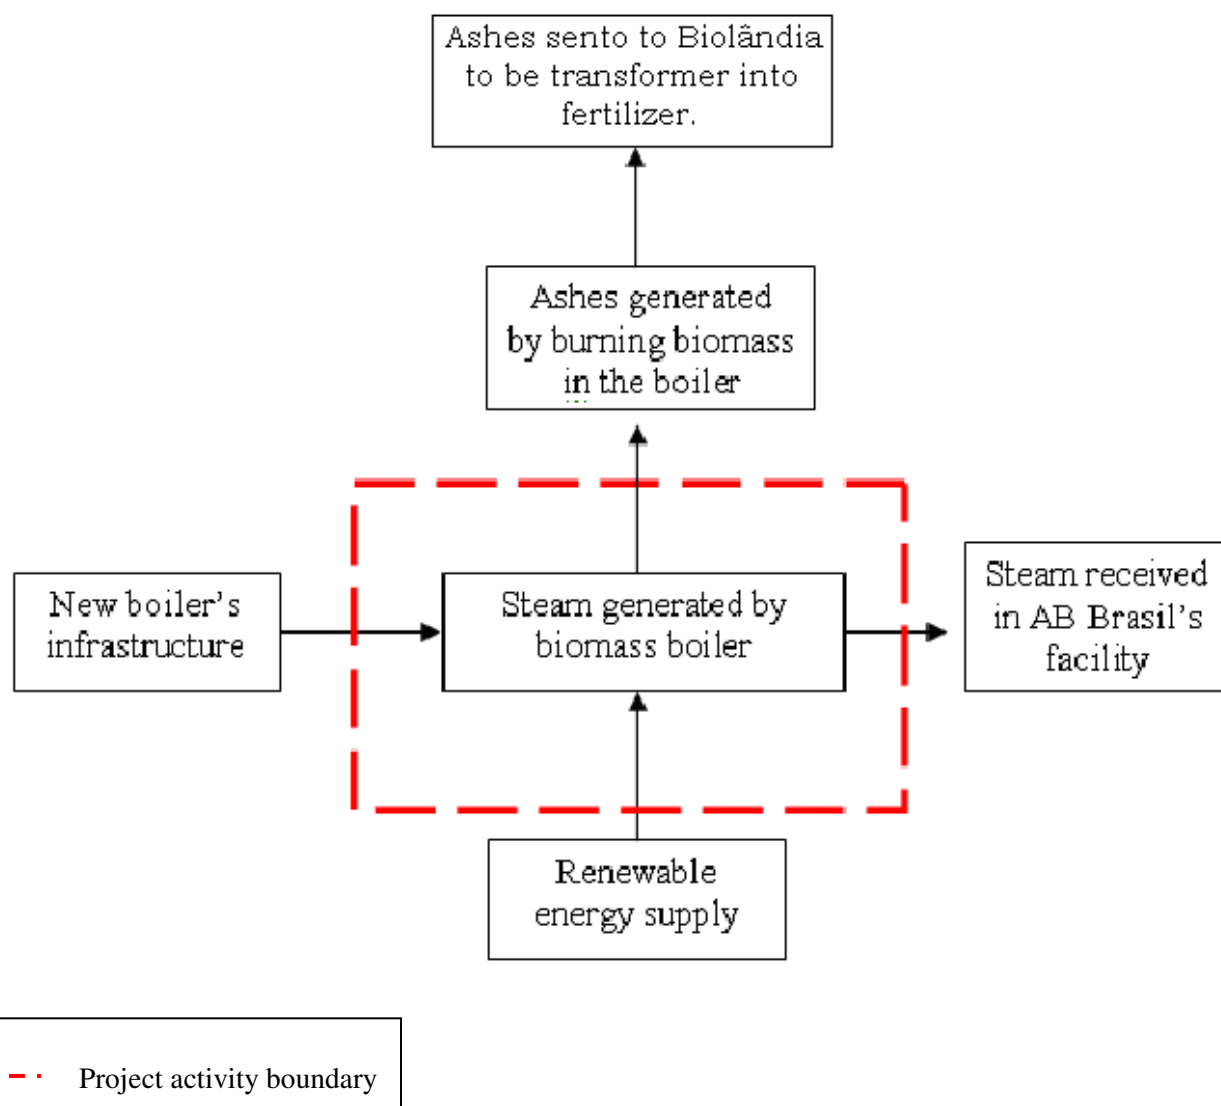 Ashes sento to Biolândia
to be transformer into
fertilizer.
Ashes generated
by burning biomass
in the boiler
New boiler's
infrastructure
Steam generated by
biomass boiler
Steam received
in AB Brasil's
facility
Renewable
energy supply
Project activity boundary